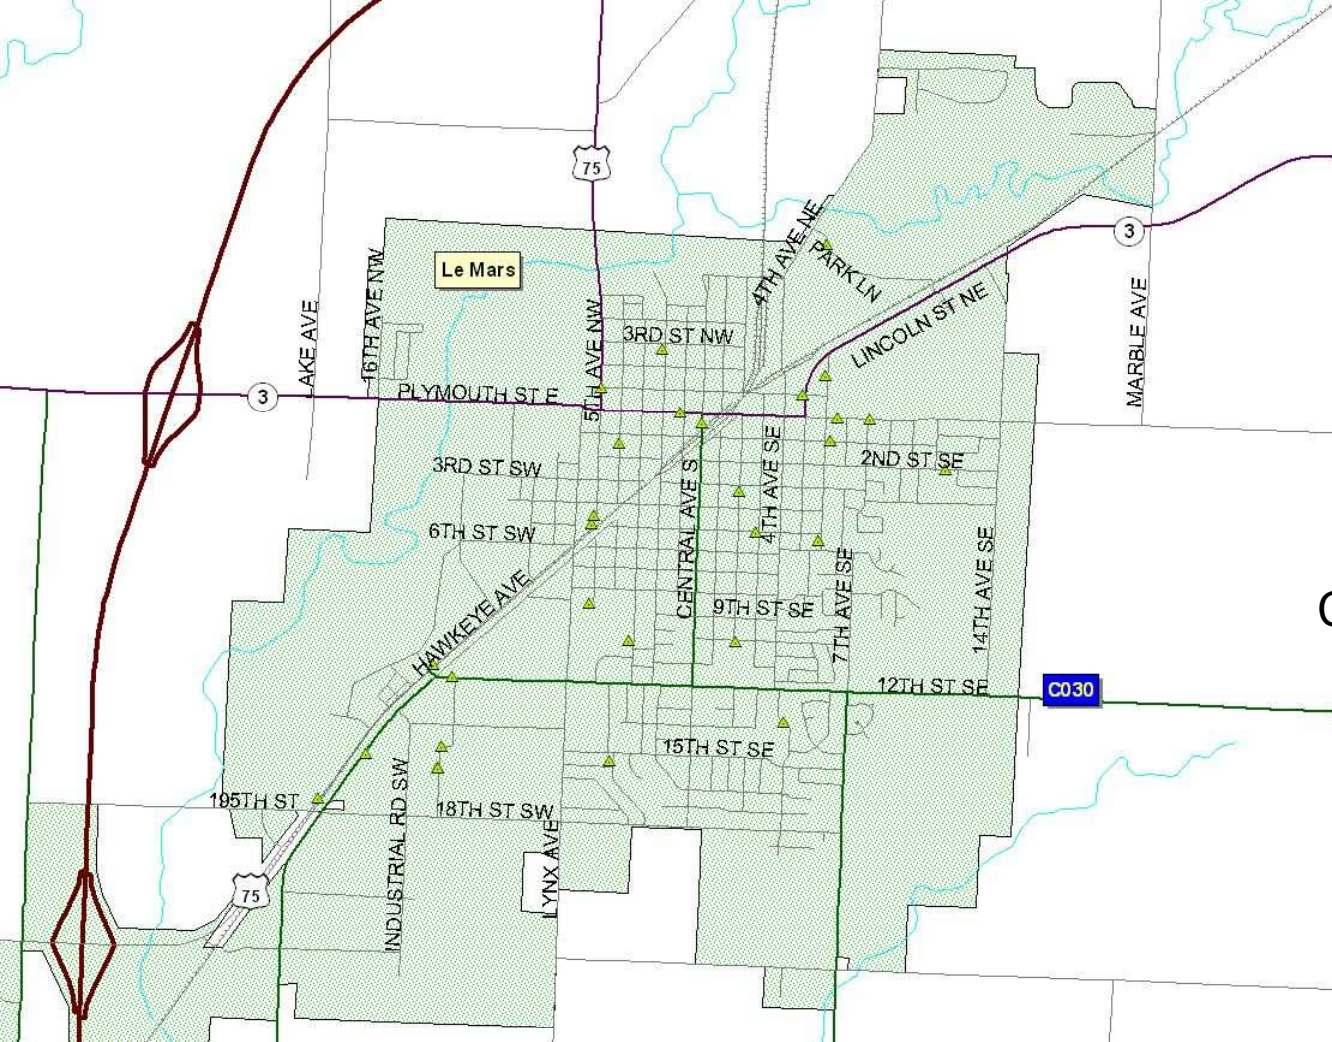 75
3
4TH AVE NE
PARK LN
Le Mars
16TH AVE NW
LAKE AVE
5TH AVE NW
3RD ST NW
LINCOLN ST NE
MARBLE AVE
3
PLYMOUTH ST E
3RD ST SW
2ND ST SE
4TH AVE SE
CENTRAL AVE S
6TH ST SW
14TH AVE SE
HAWKEYE AVE
9TH ST SE
7TH AVE SE
12TH ST SE
C030
15TH ST SE
195TH ST
INDUSTRIAL RD SW
18TH ST SW
LYNX AVE
75